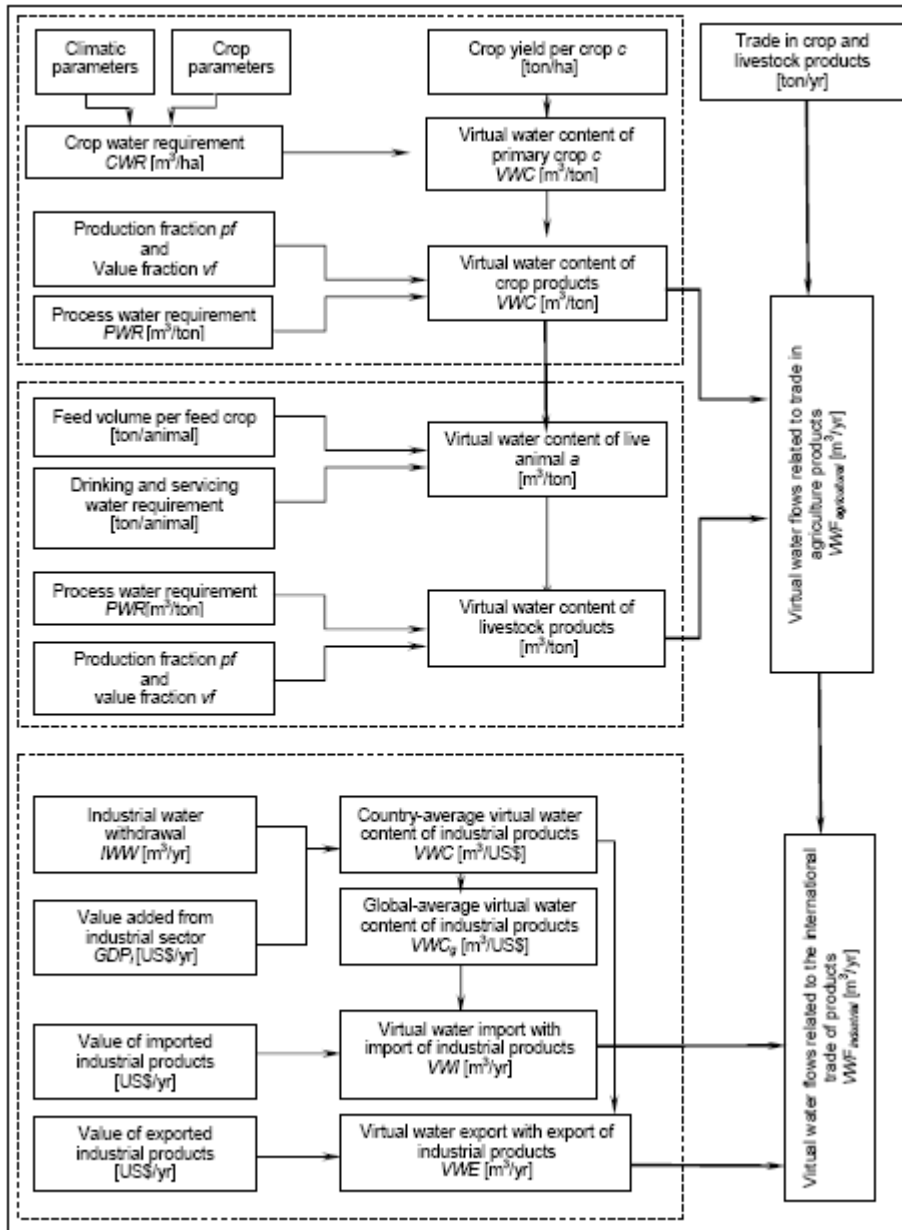 Climatic
parameters
Crop
parameters
Crop yield per crop c
[ton/ha]
Trade in crop and
livestock products
[ton/yr]
Crop water requirement
CWR [m³/ha]
Virtual water content of
primary crop c
VWC [m³/ton]
Production fraction pf
and
Value fraction vf
Virtual water content of
crop products
VWC [m³/ton]
Process water requirement
PWR [m³/ton]
Feed volume per feed crop
[ton/animal]
Virtual water content of live
animal a
[m³/ton]
Drinking and servicing
water requirement
[ton/animal]
Process water requirement
PWR[m³/ton]
Virtual water content of
livestock products
[m³/ton]
Production fraction pf
and
value fraction vf
Virtual water flows related to trade in
agriculture products
VWF agricultural [m³/yr]
Industrial water
withdrawal
IWW [m³/yr]
Country-average virtual water
content of industrial products
VWC [m³/US$]
Value added from
industrial sector
GDPi [US$/yr]
Global-average virtual water
content of industrial products
VWCg [m³/US$]
Value of imported
industrial products
[US$/yr]
Virtual water import with
import of industrial products
VWI [m³/yr]
Value of exported
industrial products
[US$/yr]
Virtual water export with export of
industrial products
VWE [m³/yr]
Virtual water flows related to the international
trade of products
VWF industrial [m³/yr]